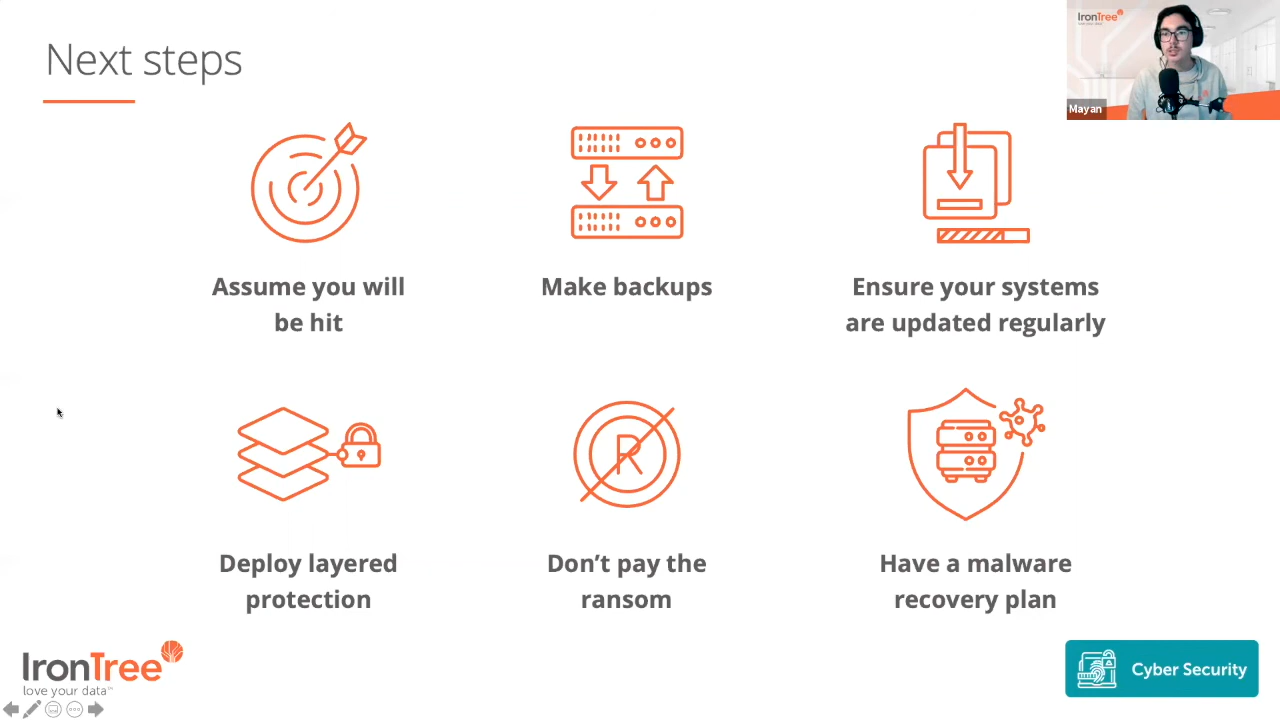 Next steps
IronTree
Mayan
Assume you will
be hit
Make backups
Ensure your systems
are updated regularly
R
Deploy layered
protection
Don’t pay the
ransom
Have a malware
recovery plan
IronTree
love your data
Cyber Security